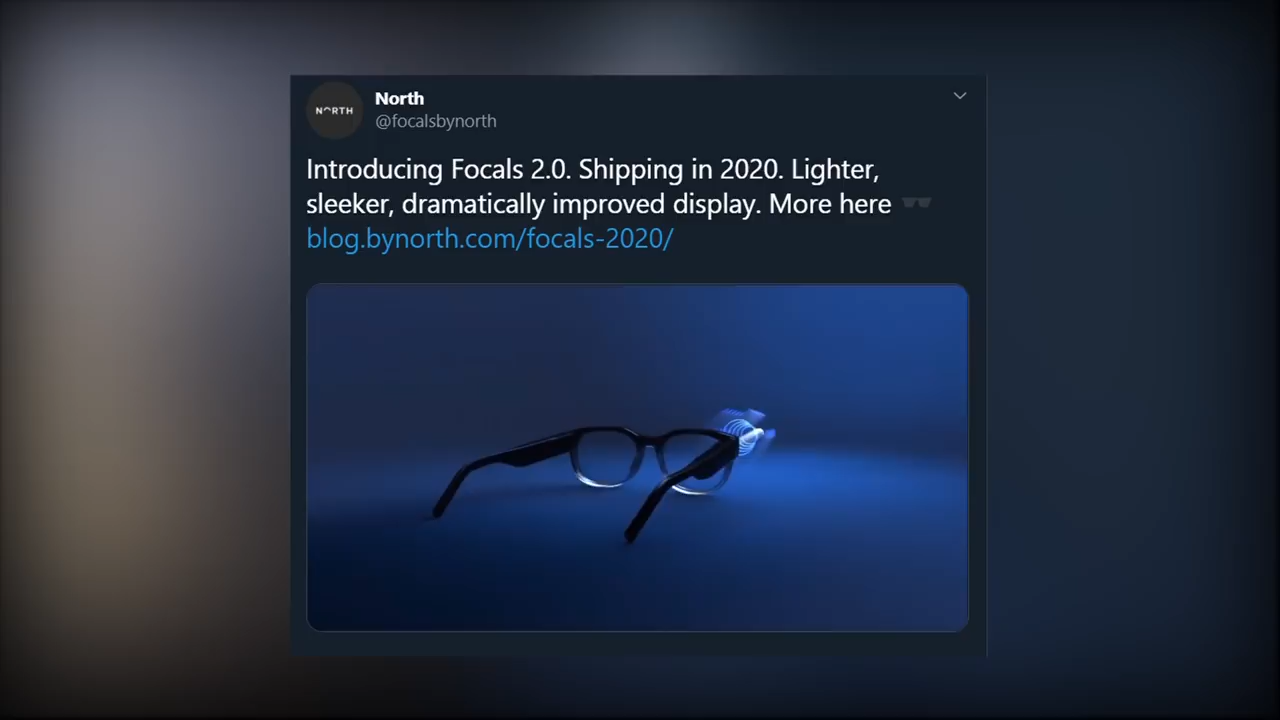 NORTH
North
@focalsbynorth
Introducing Focals 2.0. Shipping in 2020. Lighter,
sleeker, dramatically improved display. More here 🕶
blog.bynorth.com/focals-2020/